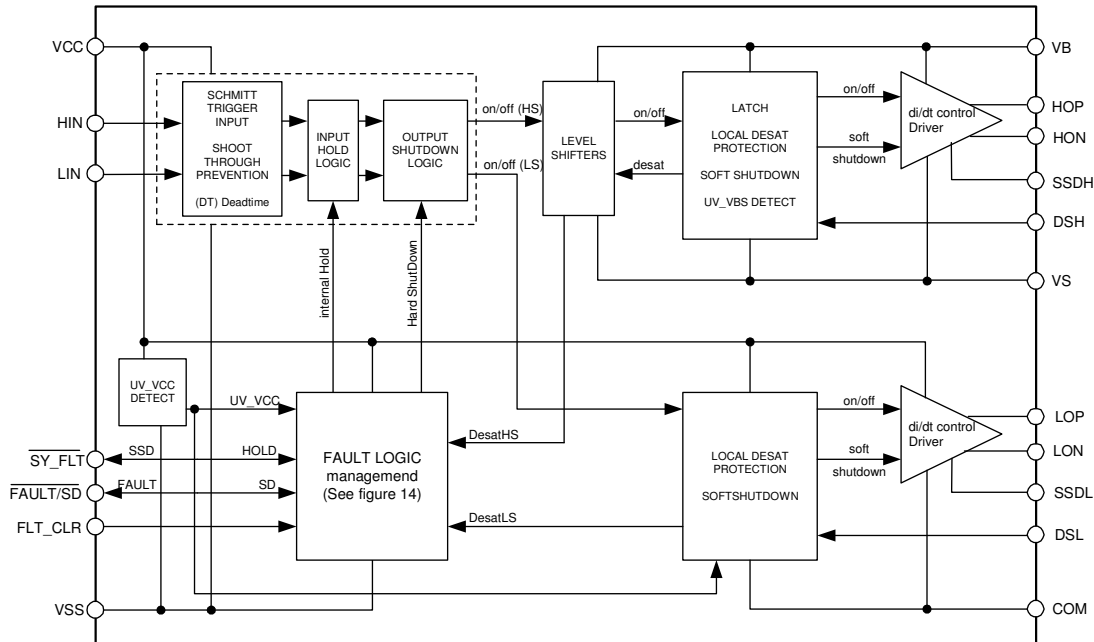 VCC
HIN
LIN
SCHMITT
TRIGGER
INPUT
SHOOT
THROUGH
PREVENTION
(DT) Deadtime
INPUT
HOLD
LOGIC
OUTPUT
SHUTDOWN
LOGIC
on/off (HS)
on/off (LS)
internal Hold
Hard ShutDown
LEVEL
SHIFTERS
on/off
desat
LATCH
LOCAL DESAT
PROTECTION
SOFT SHUTDOWN
UV_VBS DETECT
on/off
soft
shutdown
di/dt control
Driver
VB
HOP
HON
SSDH
DSH
VS
UV_VCC
DETECT
UV_VCC
SY_FLT
SSD
HOLD
FAULT/SD
FAULT
SD
FLT_CLR
VSS
FAULT LOGIC
managemend
(See figure 14)
DesatHS
DesatLS
LOCAL DESAT
PROTECTION
SOFTSHUTDOWN
on/off
soft
shutdown
di/dt control
Driver
LOP
LON
SSDL
DSL
COM